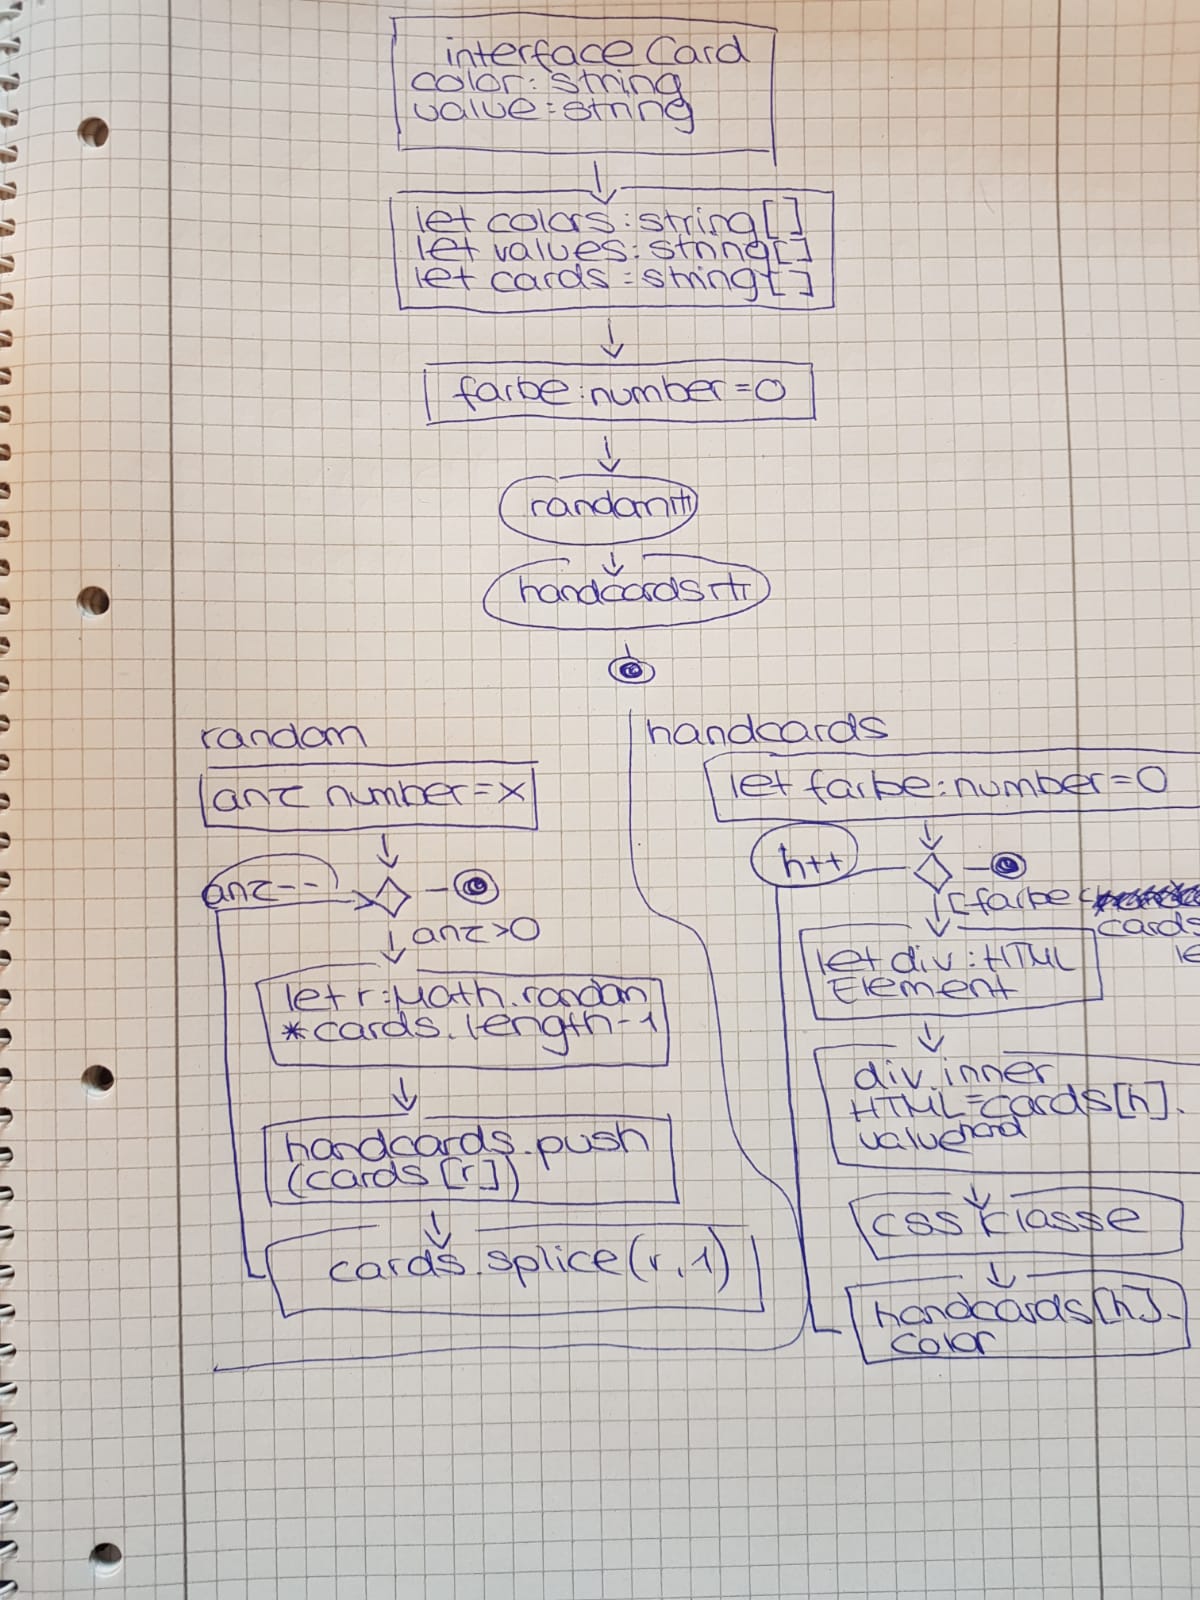 interface Card
color: string
value: string
let colors: string[]
let values: string[]
let cards: string[]
farbe: number = 0
random
handcards
random
anz number = x
anz--
anz > 0
let r: Math.random
*cards.length-1
handcards.push
(cards [r])
cards.splice(r,1)
handcards
let farbe: number = 0
h++
[farbe <
cards
le
let div: HTML
Element
div.inner
HTML = cards[h].
value
css Klasse
handcards[h].
color